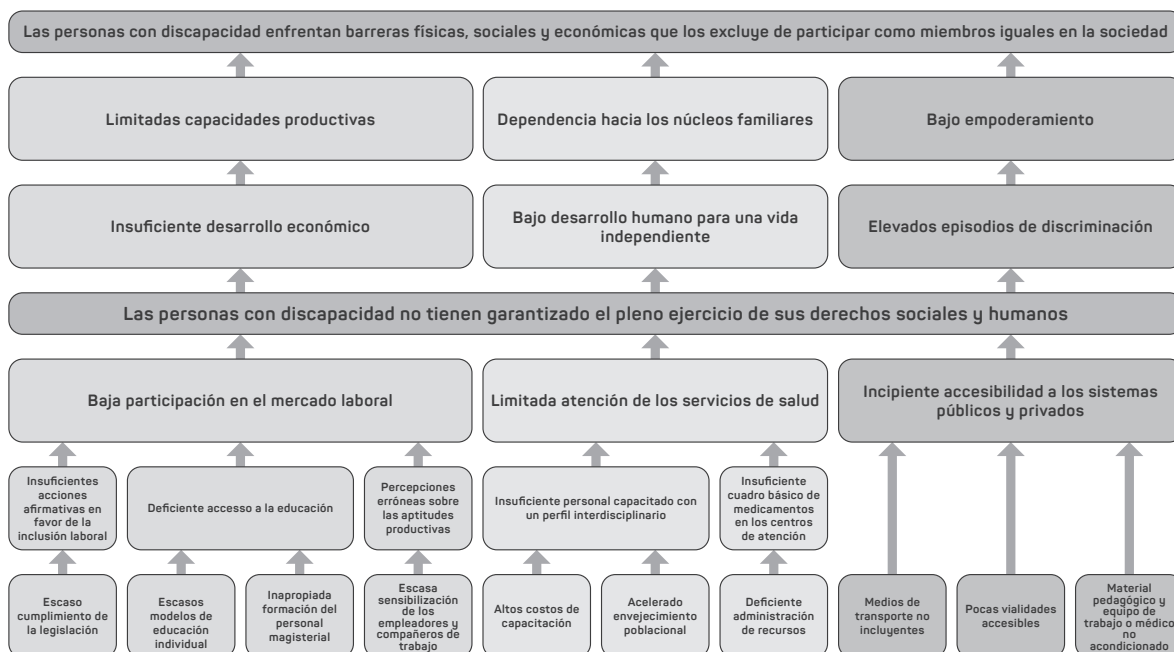 Las personas con discapacidad enfrentan barreras físicas, sociales y económicas que los excluye de participar como miembros iguales en la sociedad
Limitadas capacidades productivas
Dependencia hacia los núcleos familiares
Bajo empoderamiento
Insuficiente desarrollo económico
Bajo desarrollo humano para una vida
independiente
Elevados episodios de discriminación
Las personas con discapacidad no tienen garantizado el pleno ejercicio de sus derechos sociales y humanos
Baja participación en el mercado laboral
Limitada atención de los servicios de salud
Incipiente accesibilidad a los sistemas
públicos y privados
Insuficientes
acciones
afirmativas en
favor de la
inclusión laboral
Deficiente accesso a la educación
Percepciones
erróneas sobre
las aptitudes
productivas
Insuficiente personal capacitado con
un perfil interdisciplinario
Insuficiente
cuadro básico de
medicamentos
en los centros
de atención
Escaso
cumplimiento de
la legislación
Escasos
modelos de
educación
individual
Inapropiada
formación del
personal
magisterial
Escasa
sensibilización
de los
empleadores y
compañeros de
trabajo
Altos costos de
capacitación
Acelerado
envejecimiento
poblacional
Deficiente
administración
de recursos
Medios de
transporte no
incluyentes
Pocas vialidades
accesibles
Material
pedagógico y
equipo de
trabajo o médico
no
acondicionado